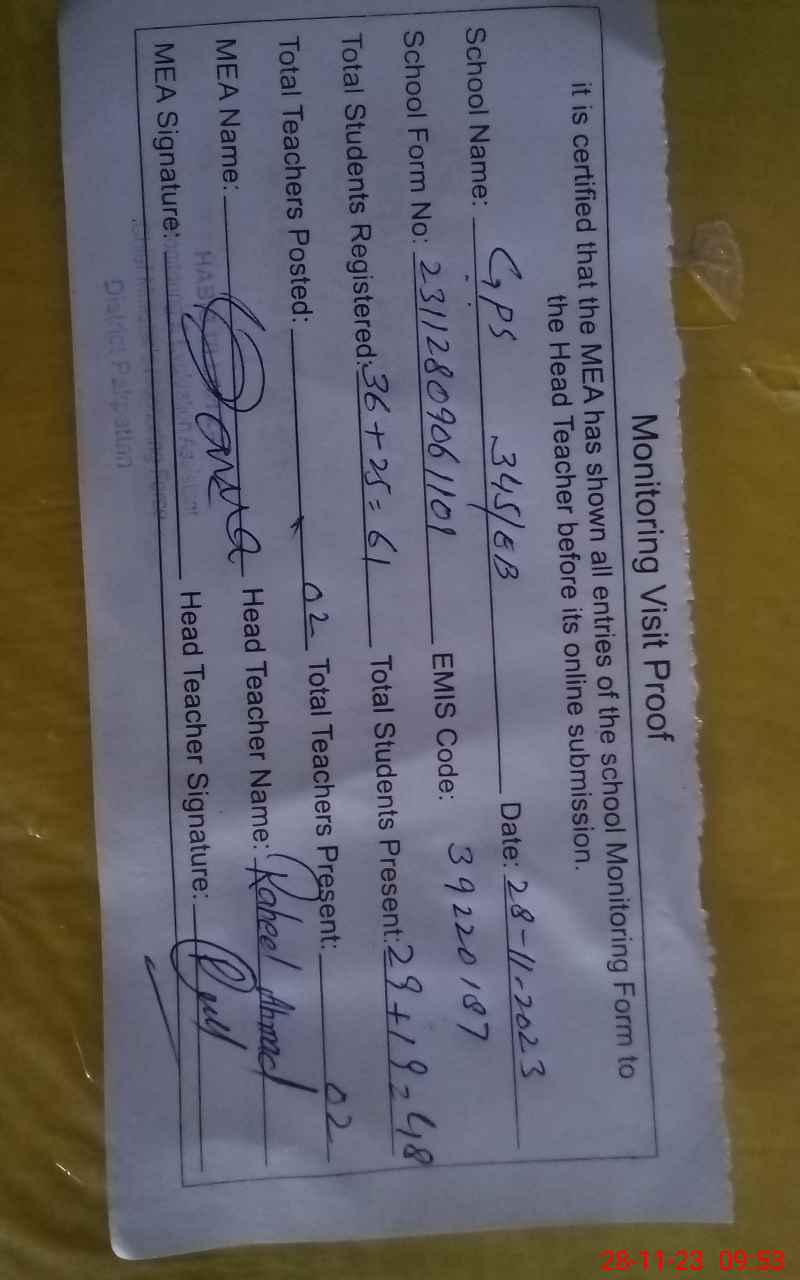 Monitoring Visit Proof
it is certified that the MEA has shown all entries of the school Monitoring Form to
the Head Teacher before its online submission.
School Name: GPS 345/EB Date: 28-11-2023
School Form No: 23112809061101 EMIS Code: 39220187
Total Students Registered: 36+25=61 Total Students Present: 29+19=48
Total Teachers Posted: 02 Total Teachers Present: 02
MEA Name: Head Teacher Name: Raheel Ahmad
MEA Signature: Head Teacher Signature:
District Pakpattan
28-11-23 09:53